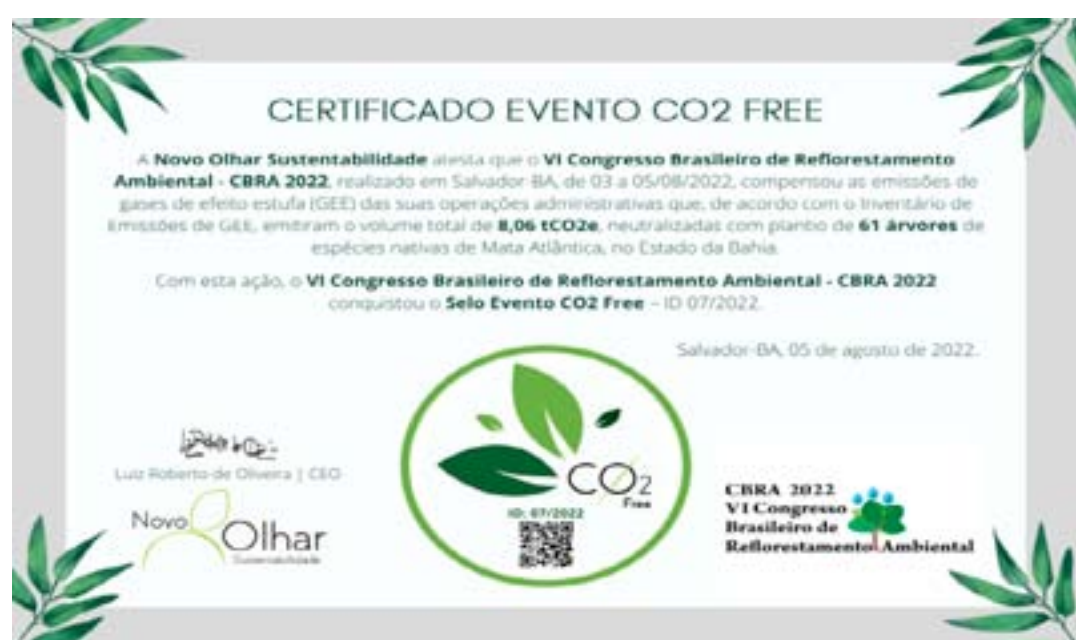 CERTIFICADO EVENTO CO2 FREE
A Novo Olhar Sustentabilidade atesta que o VI Congresso Brasileiro de Reflorestamento
Ambiental - CBRA 2022, realizado em Salvador-BA, de 03 a 05/08/2022, compensou as emissões de
gases de efeito estufa (GEE) das suas operações administrativas que, de acordo com o Inventário de
Emissões de GEE, emitiram o volume total de 8,06 tCO2e, neutralizadas com plantio de 61 árvores de
espécies nativas de Mata Atlântica, no Estado da Bahia.
Com esta ação, o VI Congresso Brasileiro de Reflorestamento Ambiental - CBRA 2022
conquistou o Selo Evento CO2 Free – ID 07/2022.
Salvador-BA, 05 de agosto de 2022.
Luiz Roberto de Oliveira | CEO
Novo
Olhar
Sustentabilidade
CO2
Free
ID: 07/2022
CBRA 2022
VI Congresso
Brasileiro de
Reflorestamento Ambiental